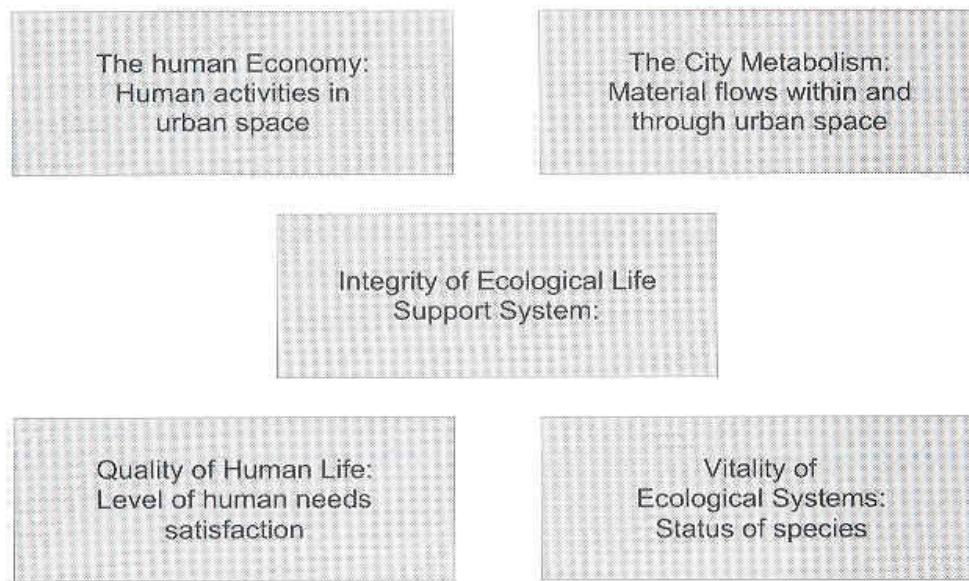 The human Economy:
Human activities in
urban space
The City Metabolism:
Material flows within and
through urban space
Integrity of Ecological Life
Support System:
Quality of Human Life:
Level of human needs
satisfaction
Vitality of
Ecological Systems:
Status of species